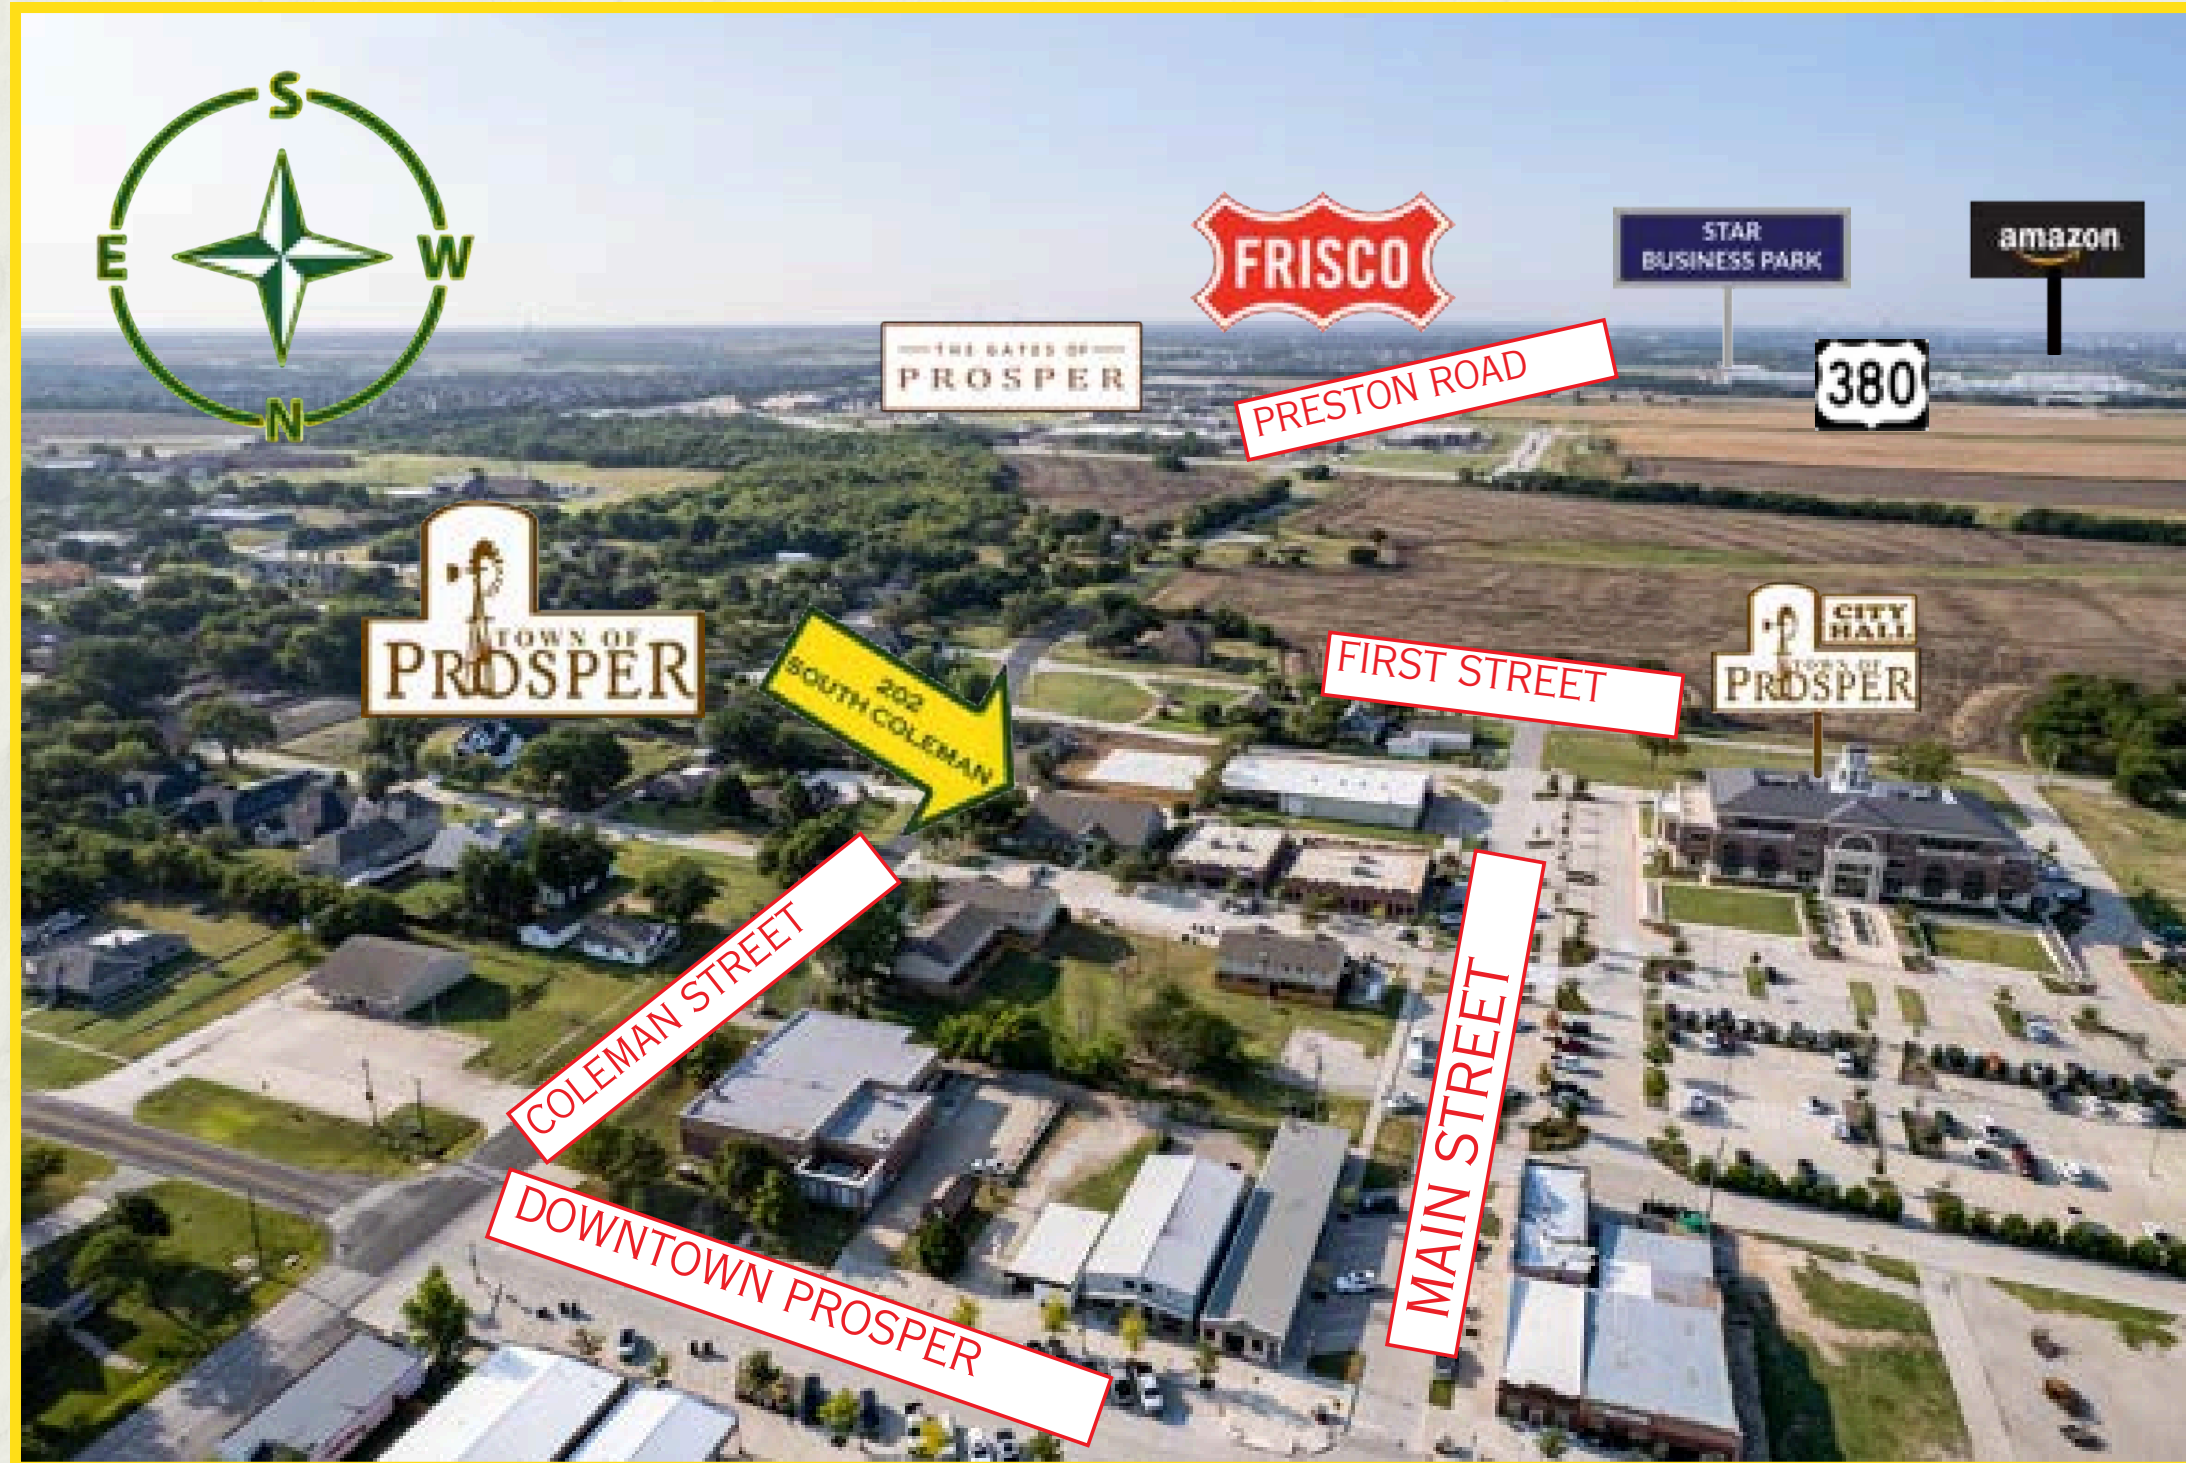 S
E
W
N
FRISCO
STAR
BUSINESS PARK
amazon
THE GATES OF
PROSPER
PRESTON ROAD
380
TOWN OF
PROSPER
202
SOUTH COLEMAN
FIRST STREET
CITY
HALL
TOWN OF
PROSPER
COLEMAN STREET
MAIN STREET
DOWNTOWN PROSPER